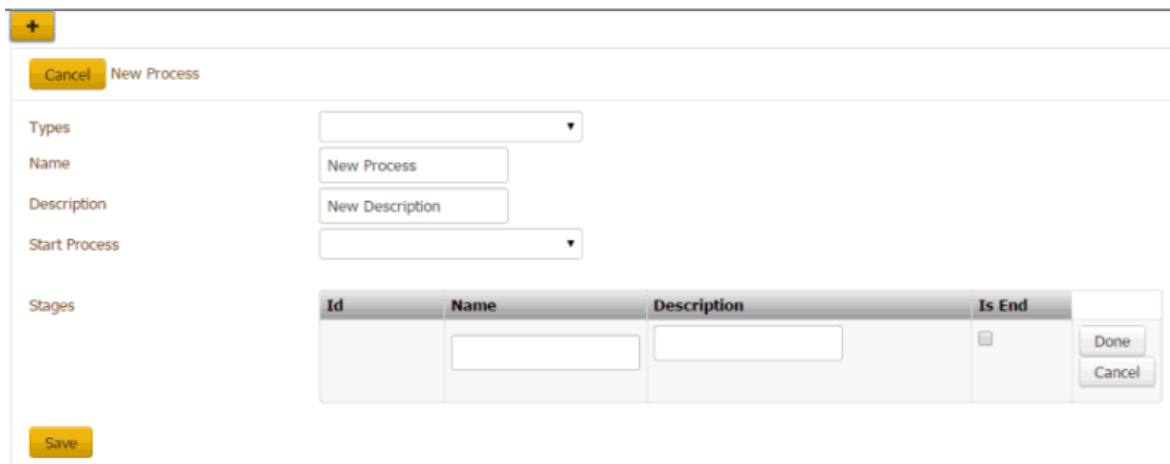 +
Cancel New Process
Types
Name New Process
Description New Description
Start Process
Stages Id Name Description Is End
Done
Cancel
Save